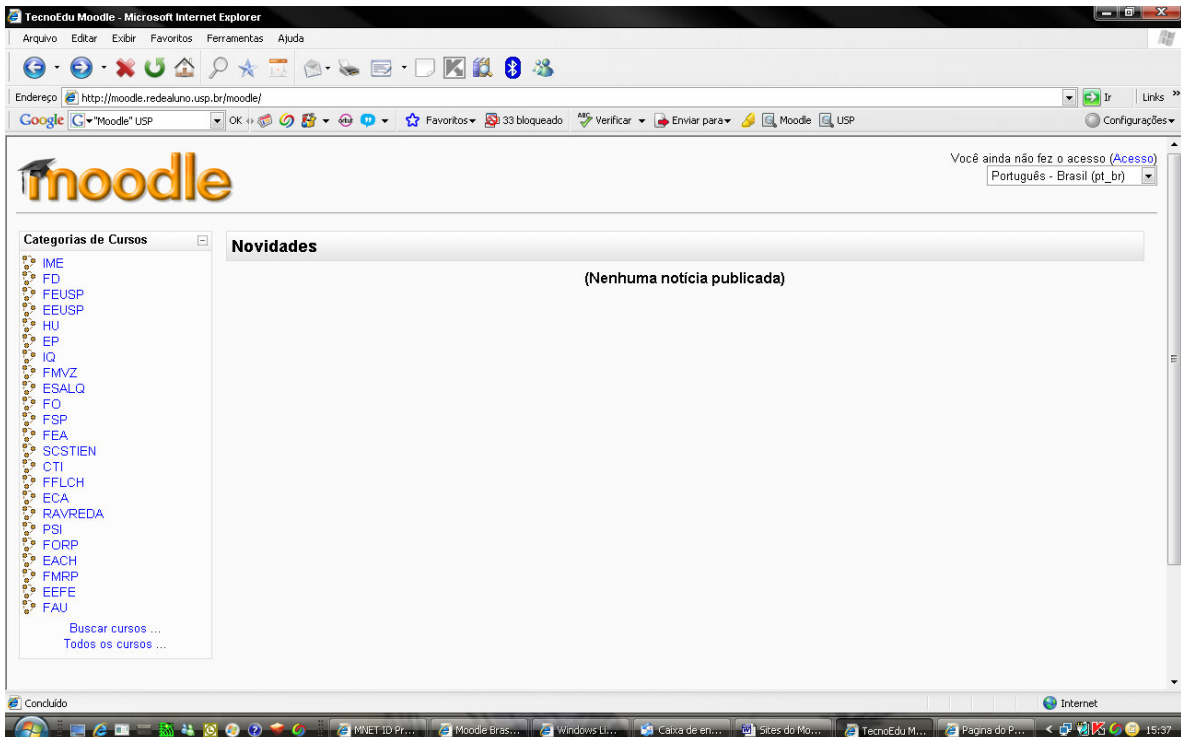 TecnoEdu Moodle - Microsoft Internet Explorer
Arquivo Editar Exibir Favoritos Ferramentas Ajuda
Endereço http://moodle.redealuno.usp.br/moodle/ Ir Links »
Google G "Moodle" USP OK Favoritos 33 bloqueado Verificar Enviar para Moodle USP Configurações
moodle
Você ainda não fez o acesso (Acesso)
Português - Brasil (pt_br)
Categorias de Cursos
Novidades
(Nenhuma notícia publicada)
IME
FD
FEUSP
EEUSP
HU
EP
IQ
FMVZ
ESALQ
FO
FSP
FEA
SCSTIEN
CTI
FFLCH
ECA
RAVREDA
PSI
FORP
EACH
FMRP
EEFE
FAU
Buscar cursos ...
Todos os cursos ...
Concluído Internet
MNET ID Pr... Moodle Bras... Windows Li... Caixa de en... Sites do Mo... TecnoEdu M... Pagina do P... 15:37